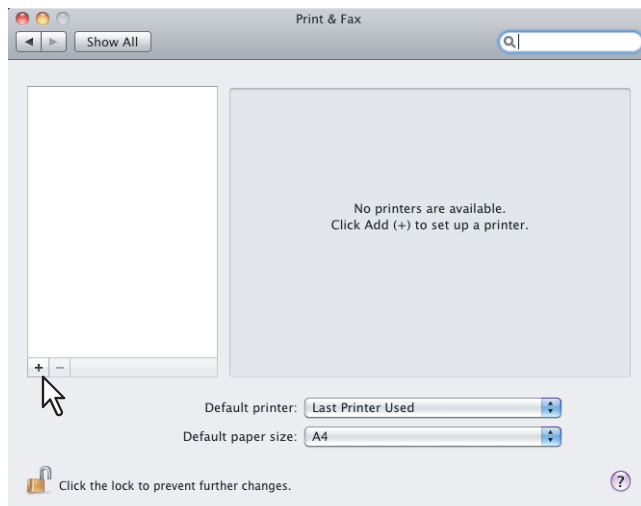 Print & Fax
Show All
No printers are available.
Click Add (+) to set up a printer.
+ −
Default printer: Last Printer Used
Default paper size: A4
Click the lock to prevent further changes.
?